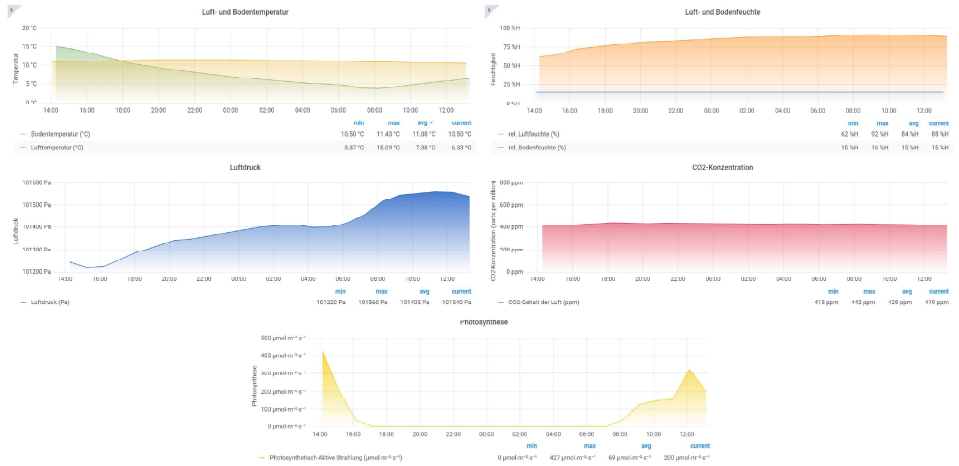 Luft- und Bodentemperatur
Temperatur
20 °C
15 °C
10 °C
5 °C
0 °C
14:00 16:00 18:00 20:00 22:00 00:00 02:00 04:00 06:00 08:00 10:00 12:00
min max avg current
Bodentemperatur (°C) 10.50 °C 11.43 °C 11.08 °C 10.50 °C
Lufttemperatur (°C) 3.87 °C 15.09 °C 7.38 °C 6.33 °C
Luft- und Bodenfeuchte
Feuchtigkeit
100 %H
75 %H
50 %H
25 %H
0 %H
14:00 16:00 18:00 20:00 22:00 00:00 02:00 04:00 06:00 08:00 10:00 12:00
min max avg current
rel. Luftfeuchte (%) 62 %H 92 %H 84 %H 88 %H
rel. Bodenfeuchte (%) 15 %H 16 %H 15 %H 15 %H
Luftdruck
Luftdruck
101600 Pa
101500 Pa
101400 Pa
101300 Pa
101200 Pa
14:00 16:00 18:00 20:00 22:00 00:00 02:00 04:00 06:00 08:00 10:00 12:00
min max avg current
Luftdruck (Pa) 101220 Pa 101560 Pa 101405 Pa 101540 Pa
CO2-Konzentration
CO2-Konzentration (parts per million)
800 ppm
600 ppm
400 ppm
200 ppm
0 ppm
14:00 16:00 18:00 20:00 22:00 00:00 02:00 04:00 06:00 08:00 10:00 12:00
min max avg current
CO2-Gehalt der Luft (ppm) 415 ppm 442 ppm 429 ppm 419 ppm
Photosynthese
Photosynthese
500 μmol·m⁻²·s⁻¹
400 μmol·m⁻²·s⁻¹
300 μmol·m⁻²·s⁻¹
200 μmol·m⁻²·s⁻¹
100 μmol·m⁻²·s⁻¹
0 μmol·m⁻²·s⁻¹
14:00 16:00 18:00 20:00 22:00 00:00 02:00 04:00 06:00 08:00 10:00 12:00
min max avg current
Photosynthetisch Aktive Strahlung (μmol·m⁻²·s⁻¹) 0 μmol·m⁻²·s⁻¹ 427 μmol·m⁻²·s⁻¹ 69 μmol·m⁻²·s⁻¹ 200 μmol·m⁻²·s⁻¹